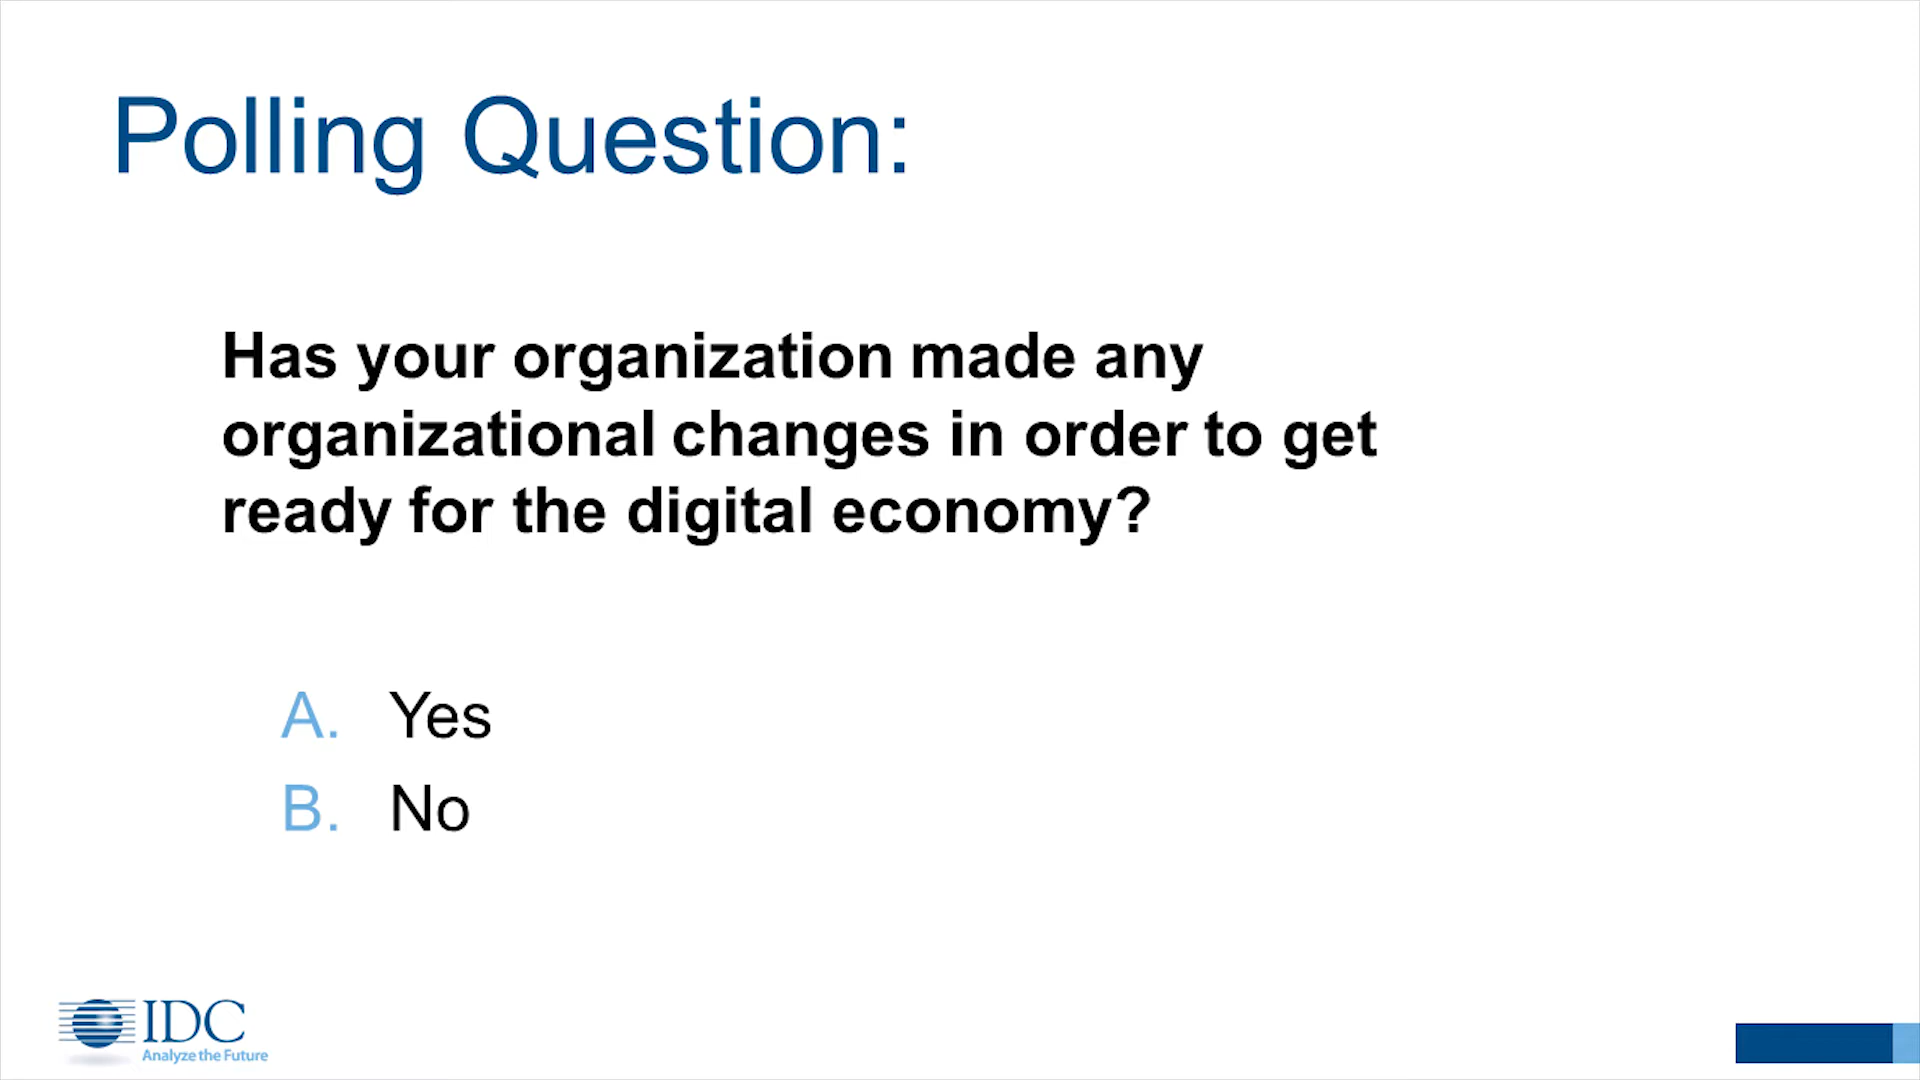 Polling Question:
Has your organization made any
organizational changes in order to get
ready for the digital economy?
A. Yes
B. No
IDC
Analyze the Future